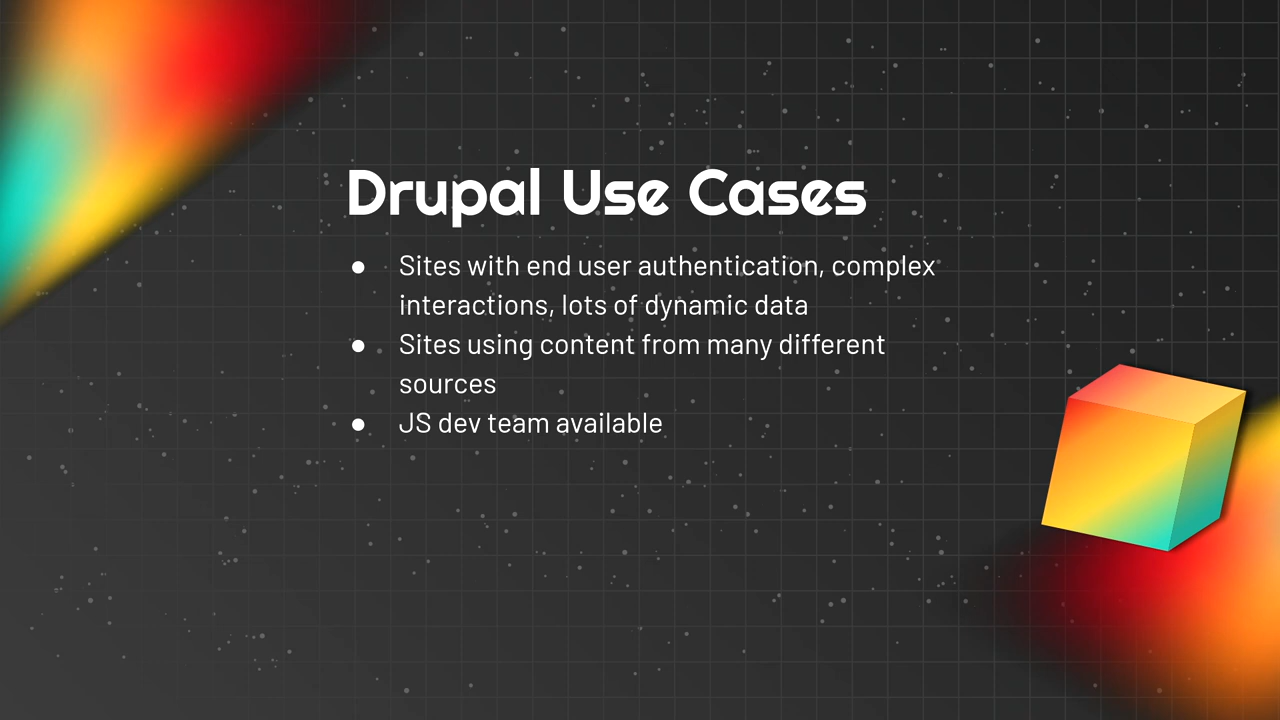 Drupal Use Cases
● Sites with end user authentication, complex
interactions, lots of dynamic data
● Sites using content from many different
sources
● JS dev team available